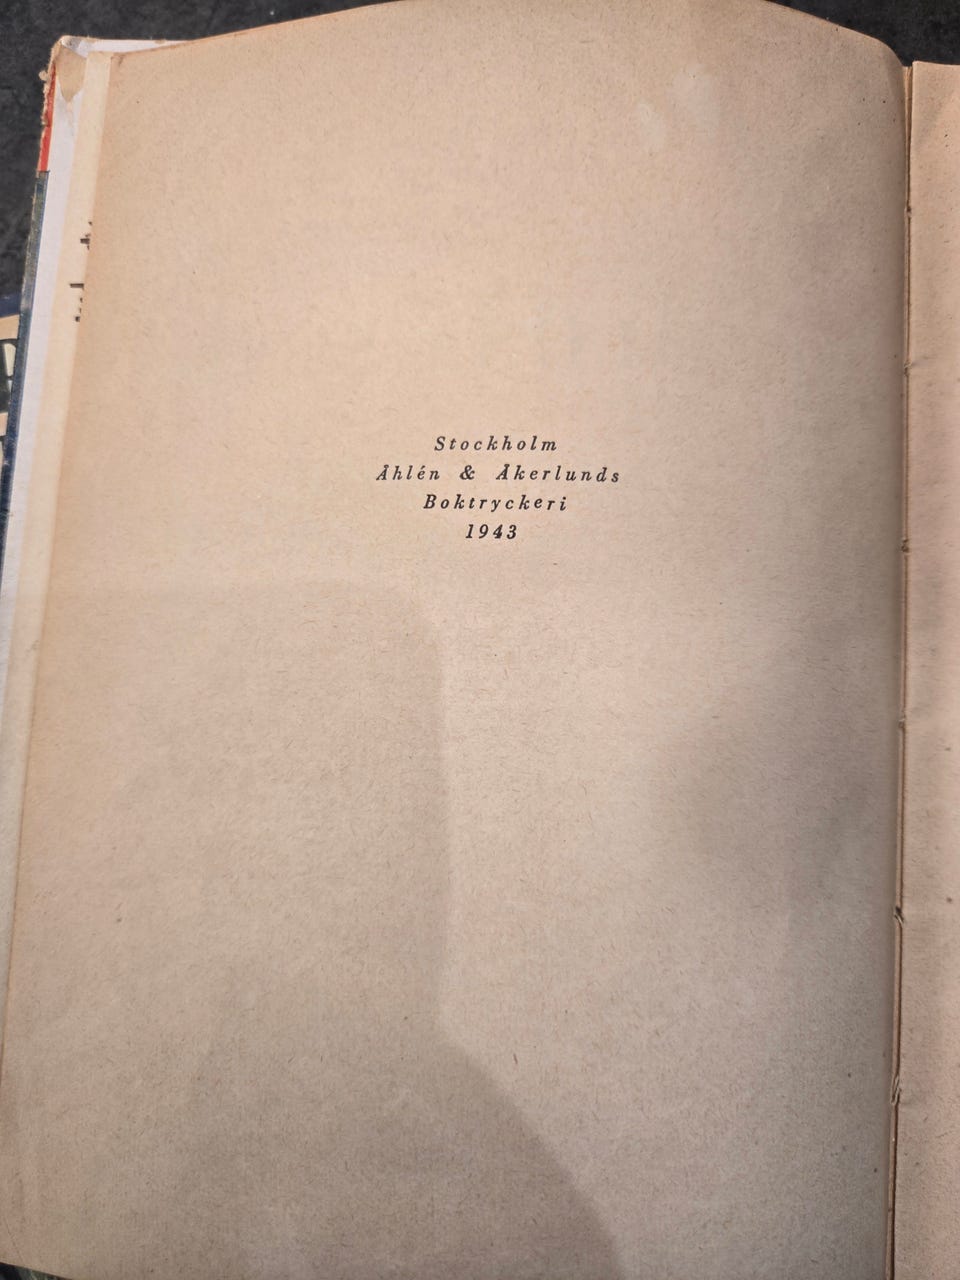 Stockholm
Åhlén & Åkerlunds
Boktryckeri
1943